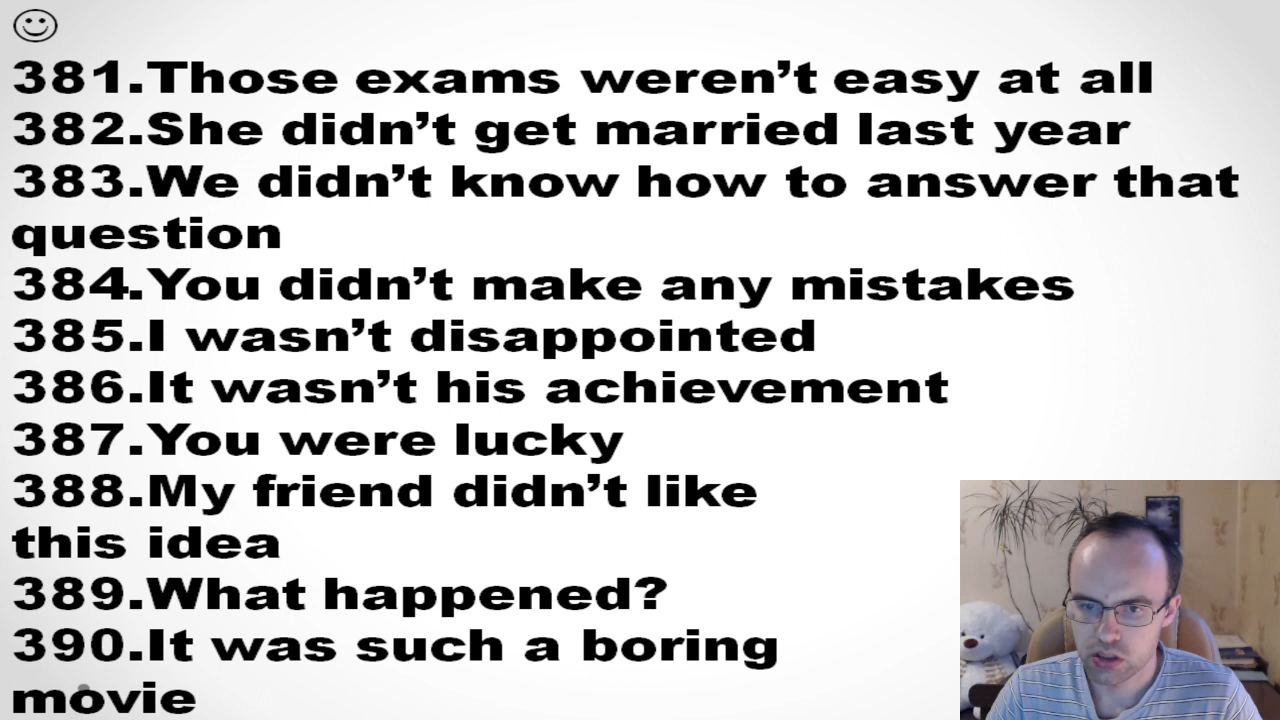 381.Those exams weren’t easy at all
382.She didn’t get married last year
383.We didn’t know how to answer that
question
384.You didn’t make any mistakes
385.I wasn’t disappointed
386.It wasn’t his achievement
387.You were lucky
388.My friend didn’t like
this idea
389.What happened?
390.It was such a boring
movie